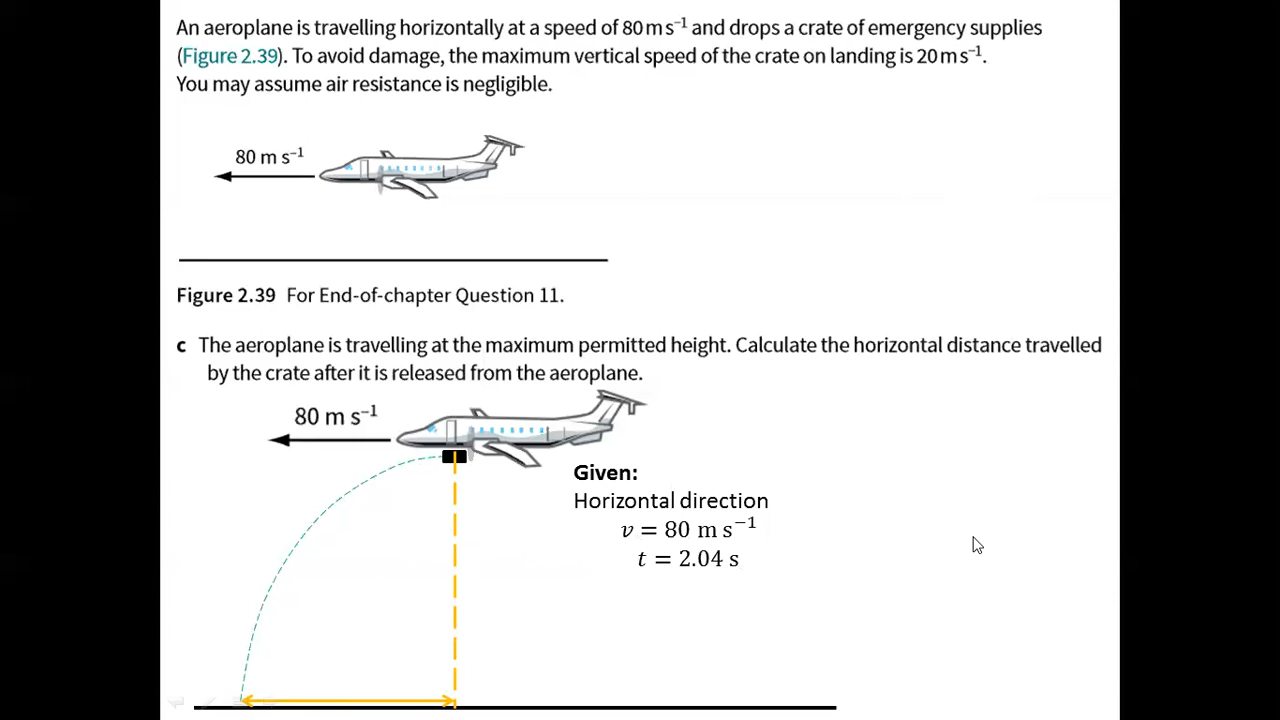 An aeroplane is travelling horizontally at a speed of 80 m s⁻¹ and drops a crate of emergency supplies
(Figure 2.39). To avoid damage, the maximum vertical speed of the crate on landing is 20 m s⁻¹.
You may assume air resistance is negligible.
80 m s⁻¹
Figure 2.39 For End-of-chapter Question 11.
c The aeroplane is travelling at the maximum permitted height. Calculate the horizontal distance travelled
by the crate after it is released from the aeroplane.
80 m s⁻¹
Given:
Horizontal direction
v = 80 m s⁻¹
t = 2.04 s